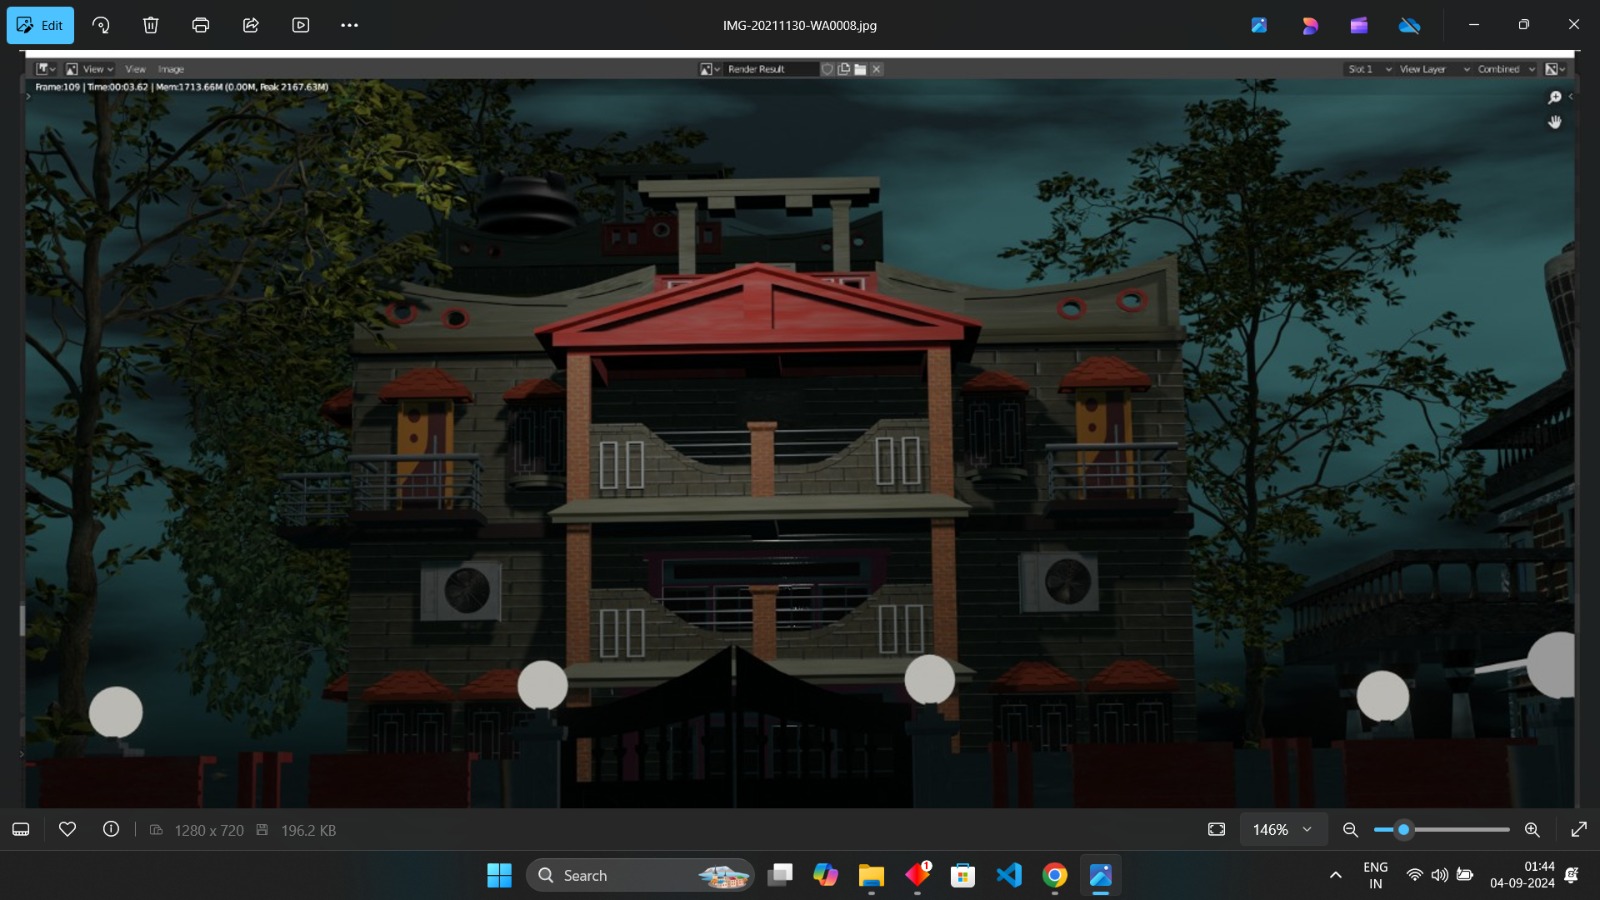 Edit
IMG-20211130-WA0008.jpg
View View Image
Render Result
Slot 1 View Layer Combined
Frame:109 | Time:00:03.62 | Mem:1713.66M (0.00M, Peak 2167.63M)
1280 x 720 196.2 KB
146%
Search
1
ENG
IN
01:44
04-09-2024